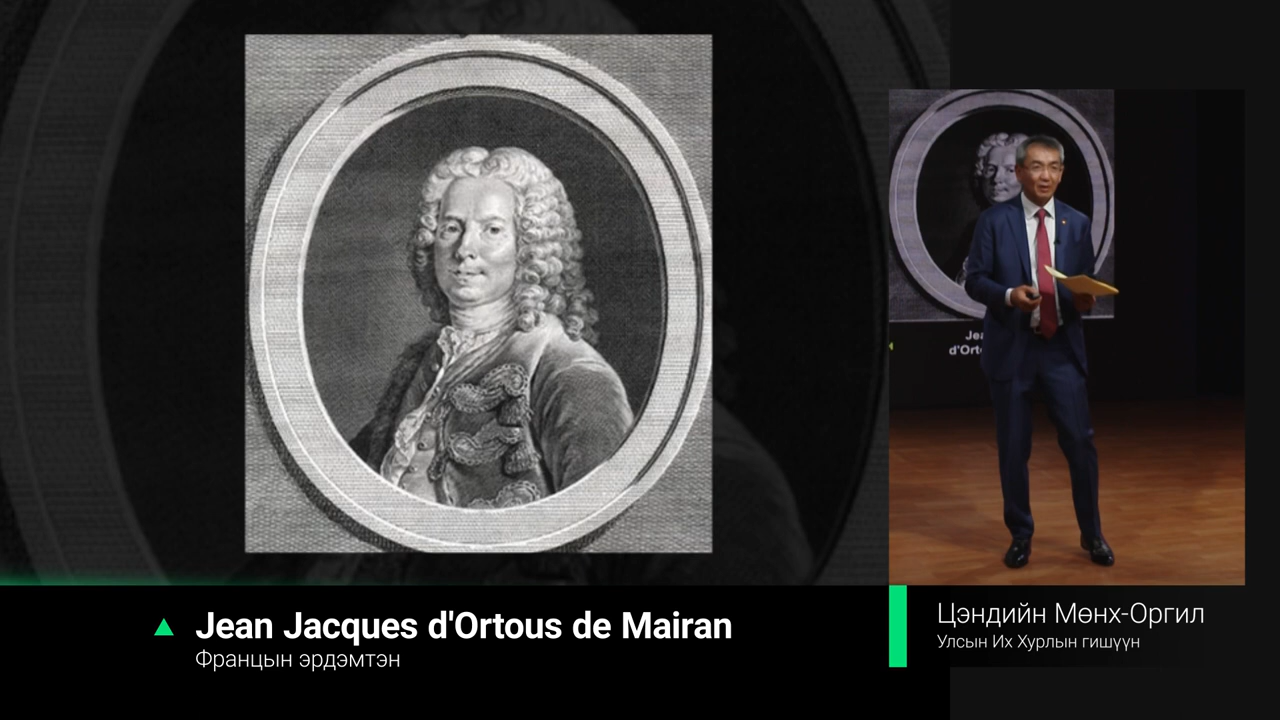 Jean Jacques d'Ortous de Mairan
Францын эрдэмтэн
Цэндийн Мөнх-Оргил
Улсын Их Хурлын гишүүн